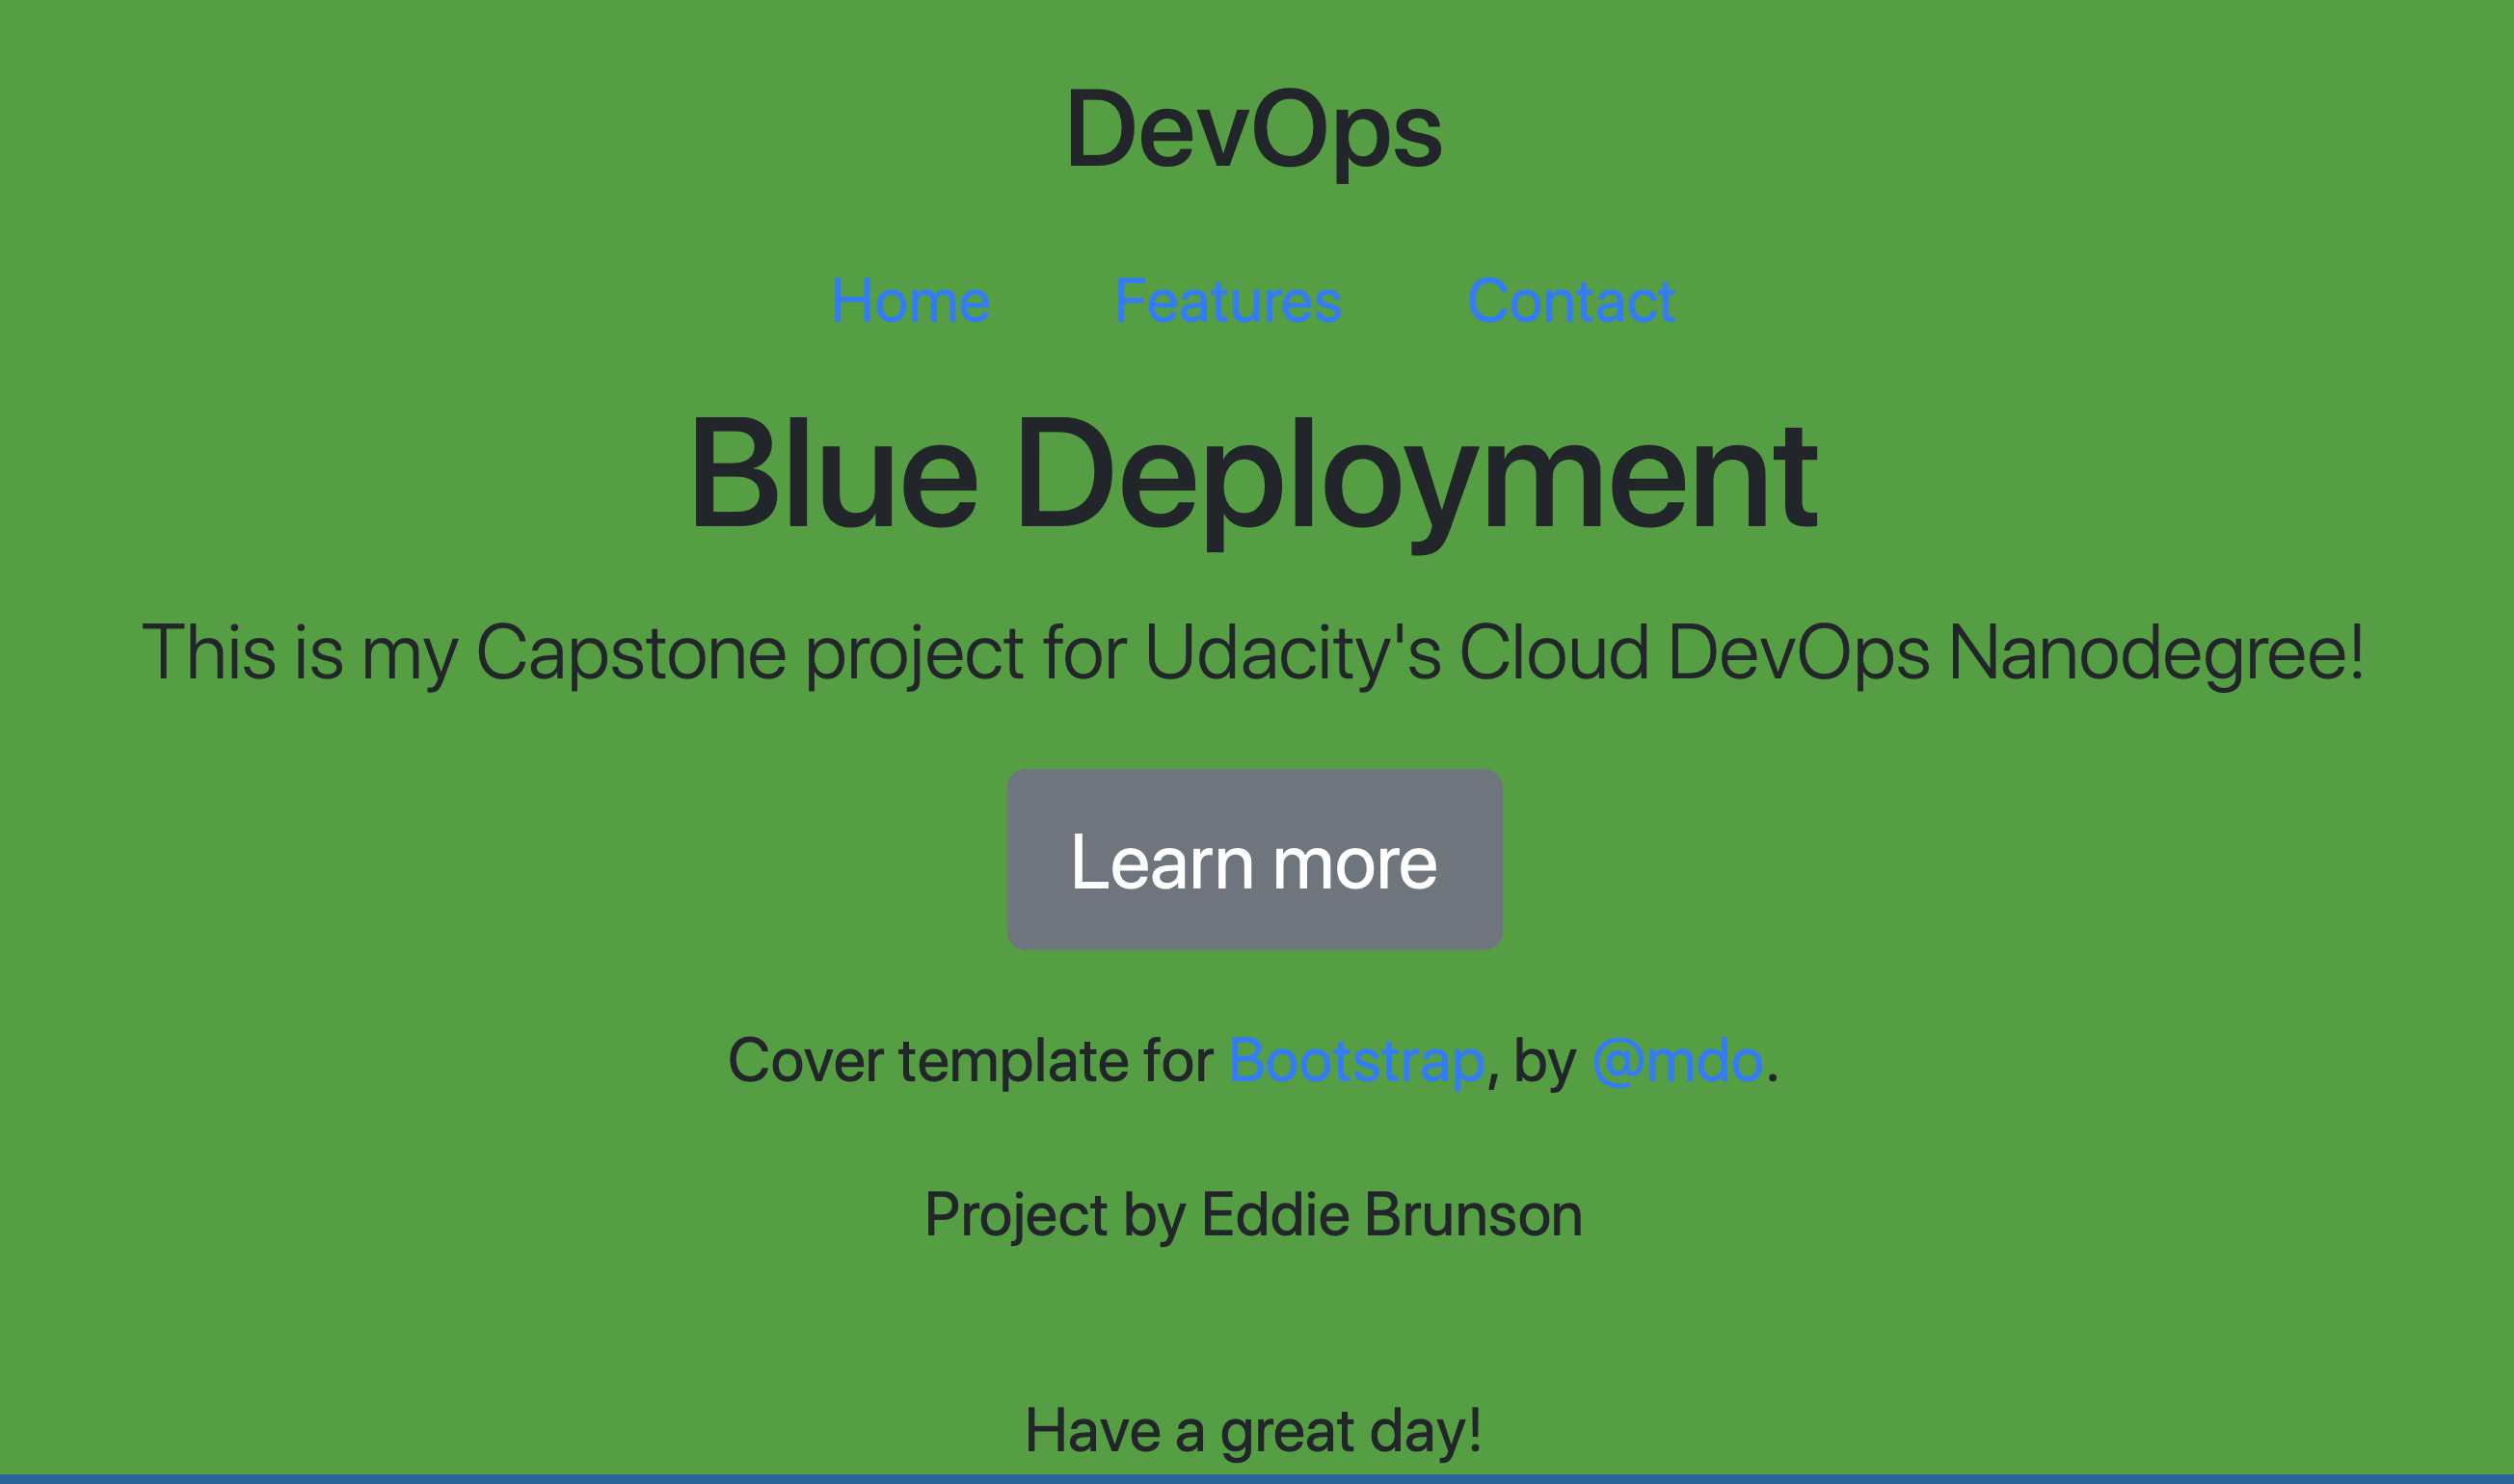 DevOps
Home Features Contact
Blue Deployment
This is my Capstone project for Udacity's Cloud DevOps Nanodegree!
Learn more
Cover template for Bootstrap, by @mdo.
Project by Eddie Brunson
Have a great day!